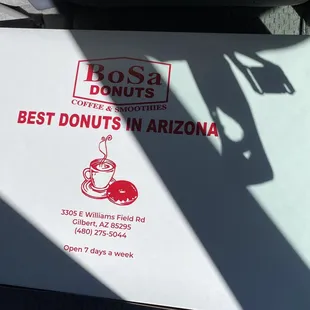 BoSa
DONUTS
COFFEE & SMOOTHIES
BEST DONUTS IN ARIZONA
3305 E Williams Field Rd
Gilbert, AZ 85295
(480) 275-5044
Open 7 days a week